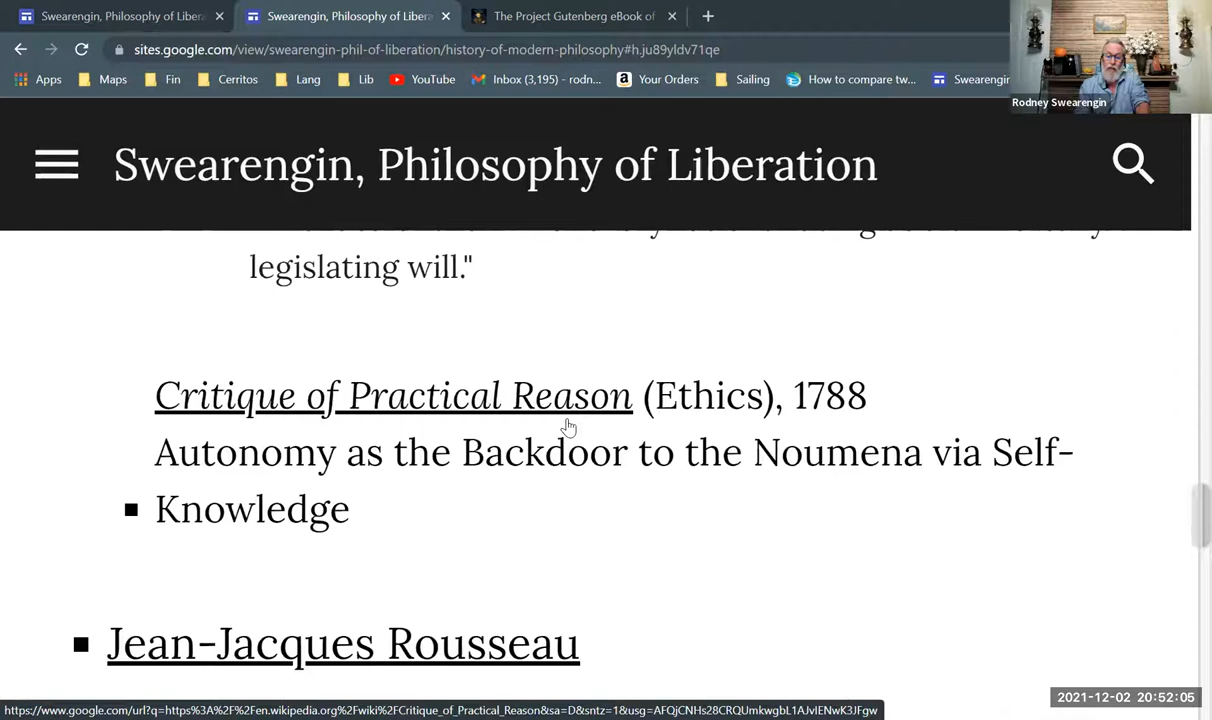 Swearengin, Philosophy of Libera
Swearengin, Philosophy of Libera
The Project Gutenberg eBook of
sites.google.com/view/swearengin-phil-of-liberation/history-of-modern-philosophy#h.ju89yldv71qe
Apps Maps Fin Cerritos Lang Lib YouTube Inbox (3,195) - rodn... Your Orders Sailing How to compare tw... Swearengin
Rodney Swearengin
Swearengin, Philosophy of Liberation
legislating will."
Critique of Practical Reason (Ethics), 1788
Autonomy as the Backdoor to the Noumena via Self-
Knowledge
Jean-Jacques Rousseau
2021-12-02 20:52:05
https://www.google.com/url?q=https%3A%2F%2Fen.wikipedia.org%2Fwiki%2FCritique_of_Practical_Reason&sa=D&sntz=1&usg=AFQjCNHs28CRQUmkwgbL1AJvIENwK3JFgw